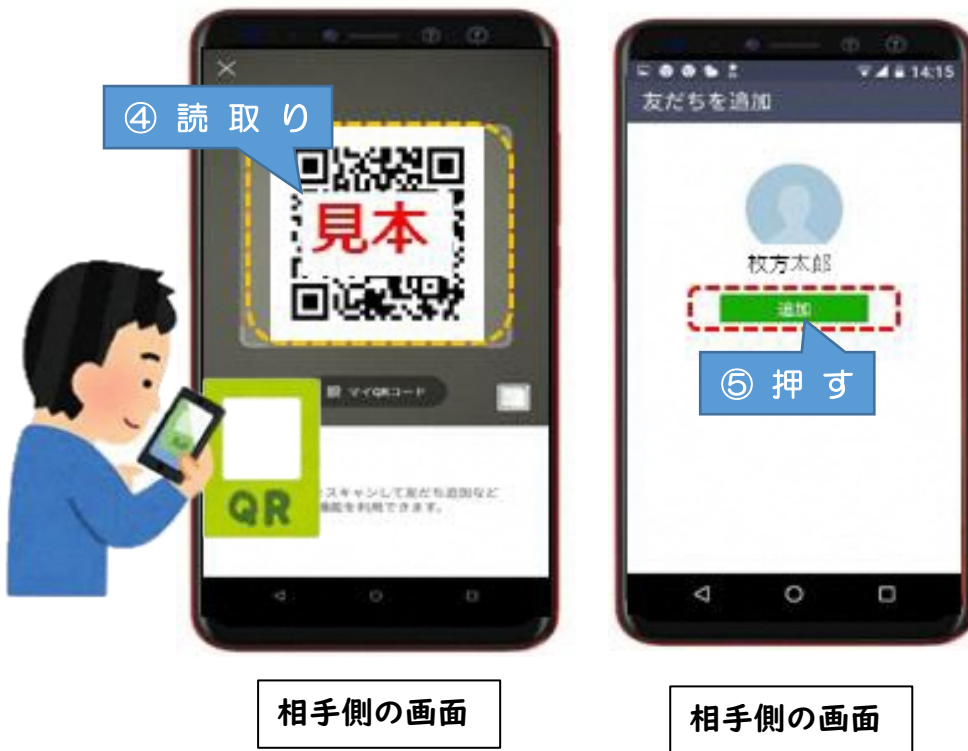 ④ 読 取 り
見本
マイQRコード
QR
スキャンして友だち追加など
機能を利用できます。
相手側の画面
14:15
友だちを追加
枚方太郎
追加
⑤ 押 す
相手側の画面